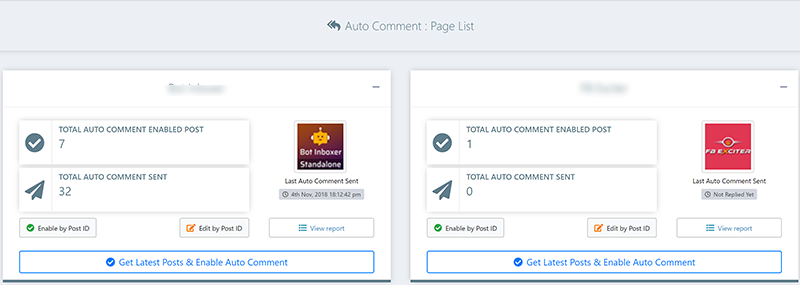 Auto Comment : Page List
TOTAL AUTO COMMENT ENABLED POST
7
TOTAL AUTO COMMENT SENT
32
Bot Inboxer
Standalone
Last Auto Comment Sent
4th Nov, 2018 18:12:42 pm
Enable by Post ID
Edit by Post ID
View report
Get Latest Posts & Enable Auto Comment
TOTAL AUTO COMMENT ENABLED POST
1
TOTAL AUTO COMMENT SENT
0
FB EXCITER
Last Auto Comment Sent
Not Replied Yet
Enable by Post ID
Edit by Post ID
View report
Get Latest Posts & Enable Auto Comment